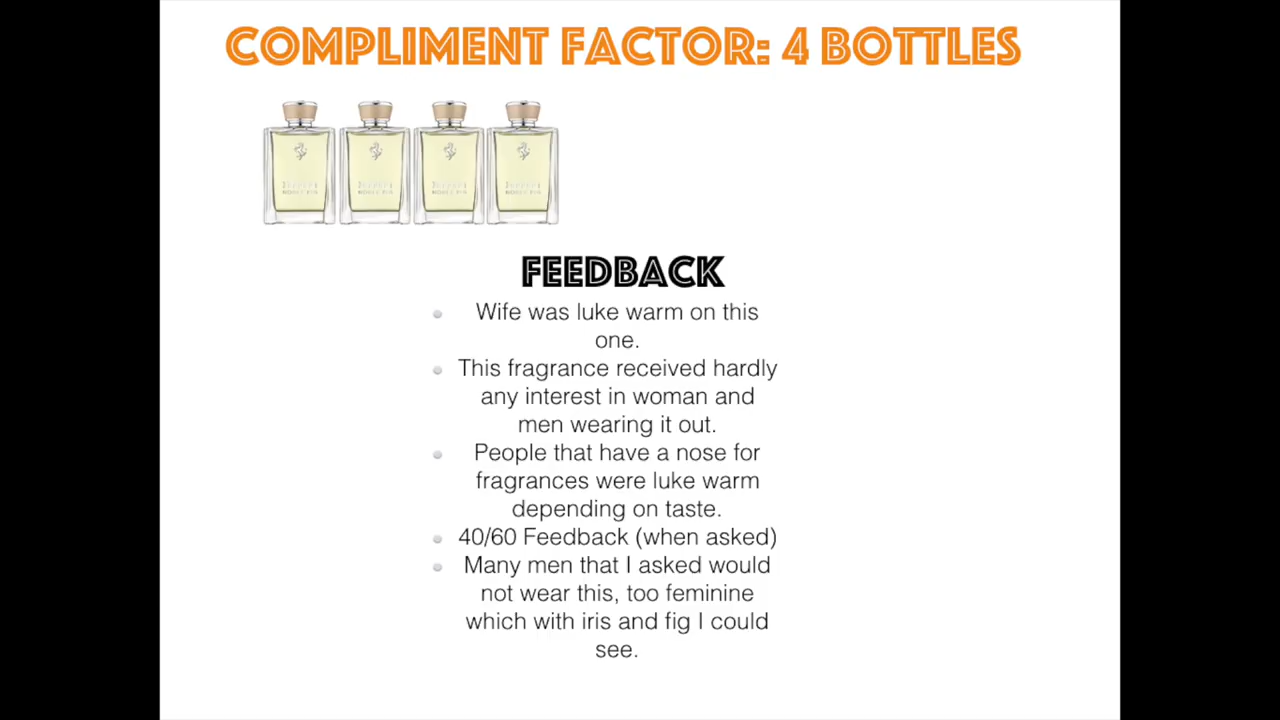 COMPLIMENT FACTOR: 4 BOTTLES
FEEDBACK
Wife was luke warm on this
one.
This fragrance received hardly
any interest in woman and
men wearing it out.
People that have a nose for
fragrances were luke warm
depending on taste.
40/60 Feedback (when asked)
Many men that I asked would
not wear this, too feminine
which with iris and fig I could
see.